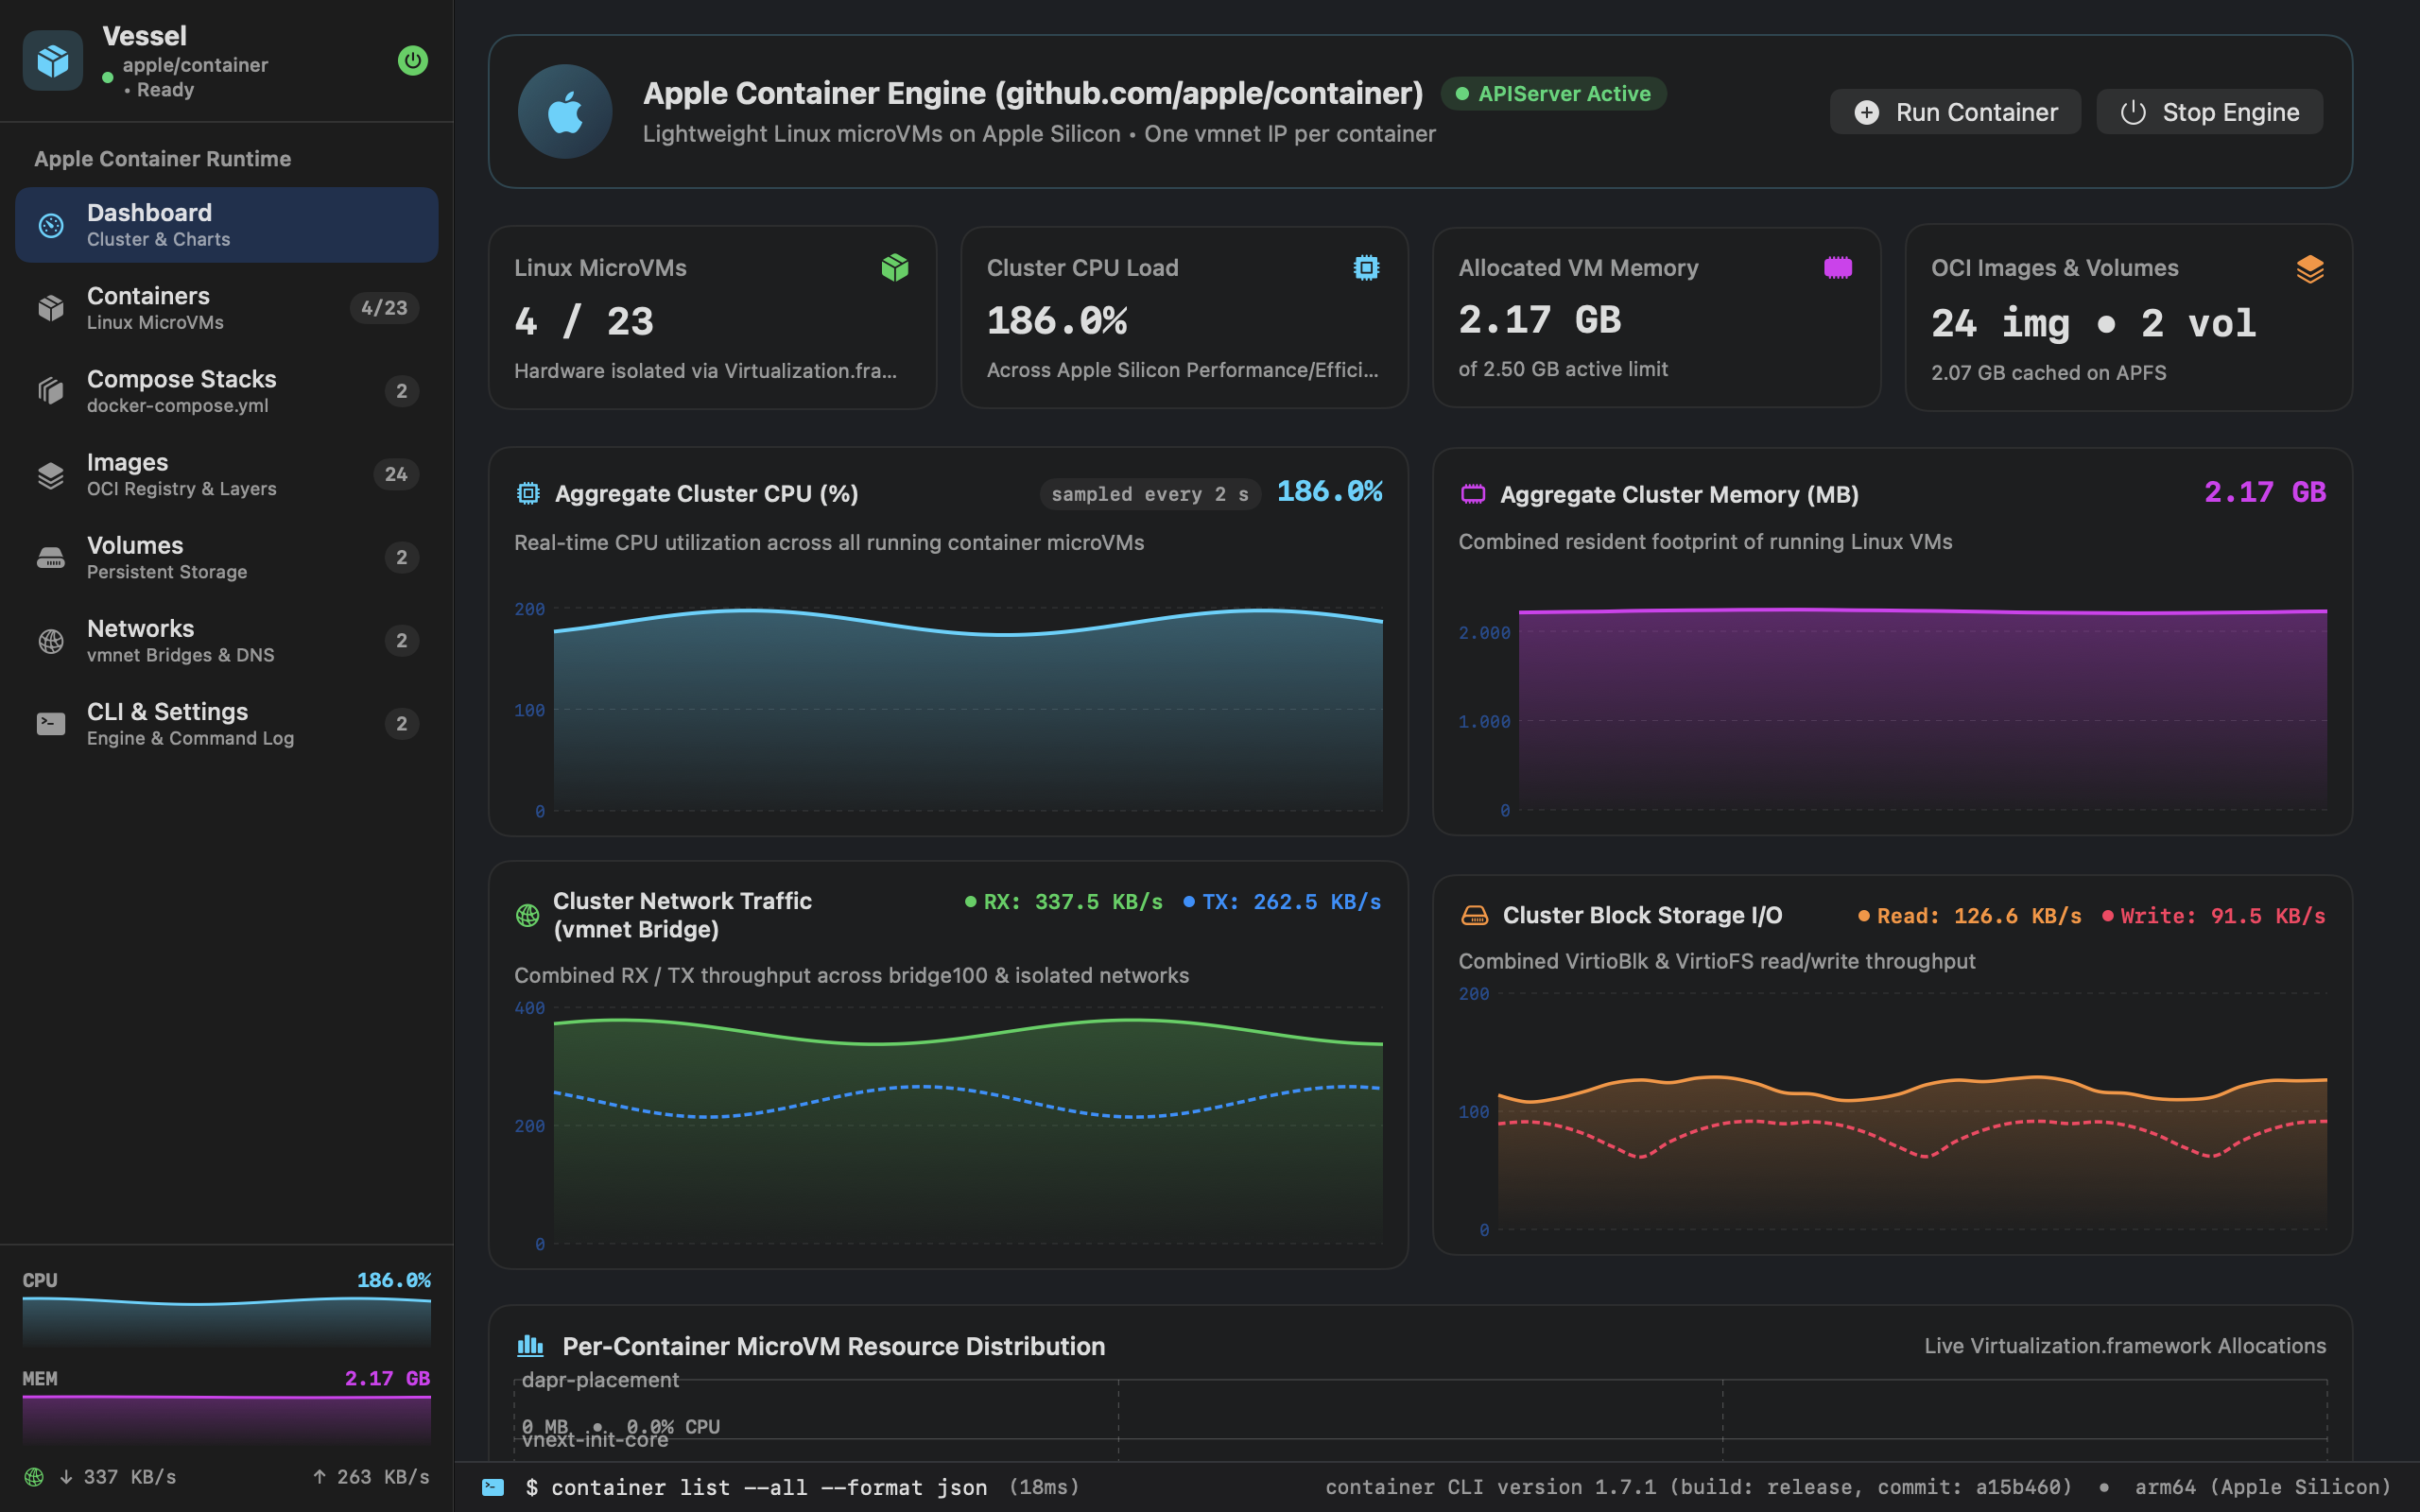 Vessel
apple/container
• Ready
Apple Container Runtime
Dashboard
Cluster & Charts
Containers
Linux MicroVMs
4/23
Compose Stacks
docker-compose.yml
2
Images
OCI Registry & Layers
24
Volumes
Persistent Storage
2
Networks
vmnet Bridges & DNS
2
CLI & Settings
Engine & Command Log
2
CPU
186.0%
MEM
2.17 GB
↓ 337 KB/s
↑ 263 KB/s
Apple Container Engine (github.com/apple/container)
APIServer Active
Lightweight Linux microVMs on Apple Silicon • One vmnet IP per container
Run Container
Stop Engine
Linux MicroVMs
4 / 23
Hardware isolated via Virtualization.fra...
Cluster CPU Load
186.0%
Across Apple Silicon Performance/Effici...
Allocated VM Memory
2.17 GB
of 2.50 GB active limit
OCI Images & Volumes
24 img • 2 vol
2.07 GB cached on APFS
Aggregate Cluster CPU (%)
sampled every 2 s
186.0%
Real-time CPU utilization across all running container microVMs
200
100
0
Aggregate Cluster Memory (MB)
2.17 GB
Combined resident footprint of running Linux VMs
2.000
1.000
0
Cluster Network Traffic
(vmnet Bridge)
RX: 337.5 KB/s
TX: 262.5 KB/s
Combined RX / TX throughput across bridge100 & isolated networks
400
200
0
Cluster Block Storage I/O
Read: 126.6 KB/s
Write: 91.5 KB/s
Combined VirtioBlk & VirtioFS read/write throughput
200
100
0
Per-Container MicroVM Resource Distribution
Live Virtualization.framework Allocations
dapr-placement
0 MB • 0.0% CPU
vnext-init-core
$ container list --all --format json (18ms)
container CLI version 1.7.1 (build: release, commit: a15b460) • arm64 (Apple Silicon)